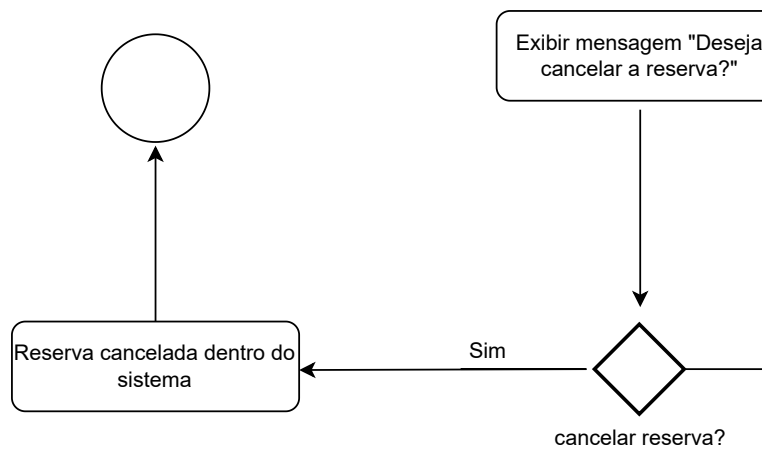 Exibir mensagem "Deseja
cancelar a reserva?"
Reserva cancelada dentro do
sistema
Sim
cancelar reserva?